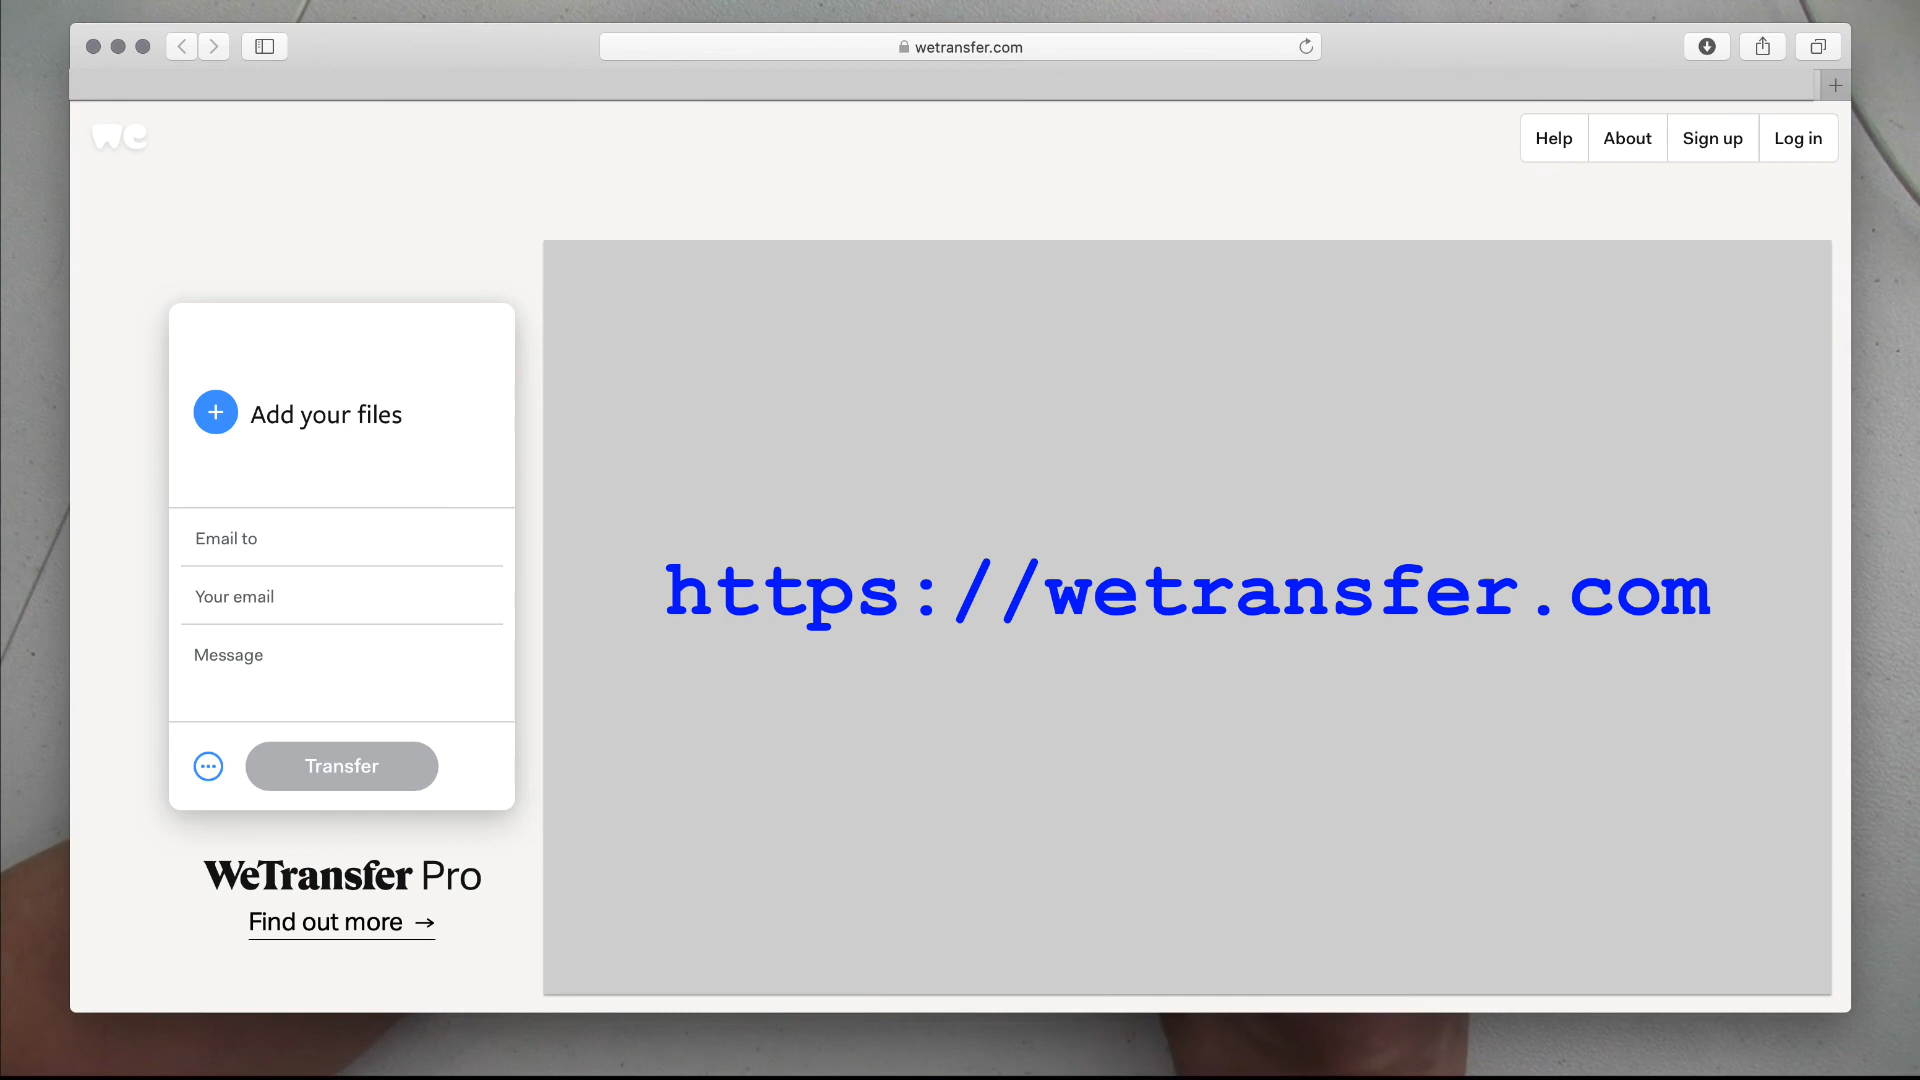 wetransfer.com
we
Help
About
Sign up
Log in
Add your files
Email to
Your email
Message
Transfer
WeTransfer Pro
Find out more →
https://wetransfer.com